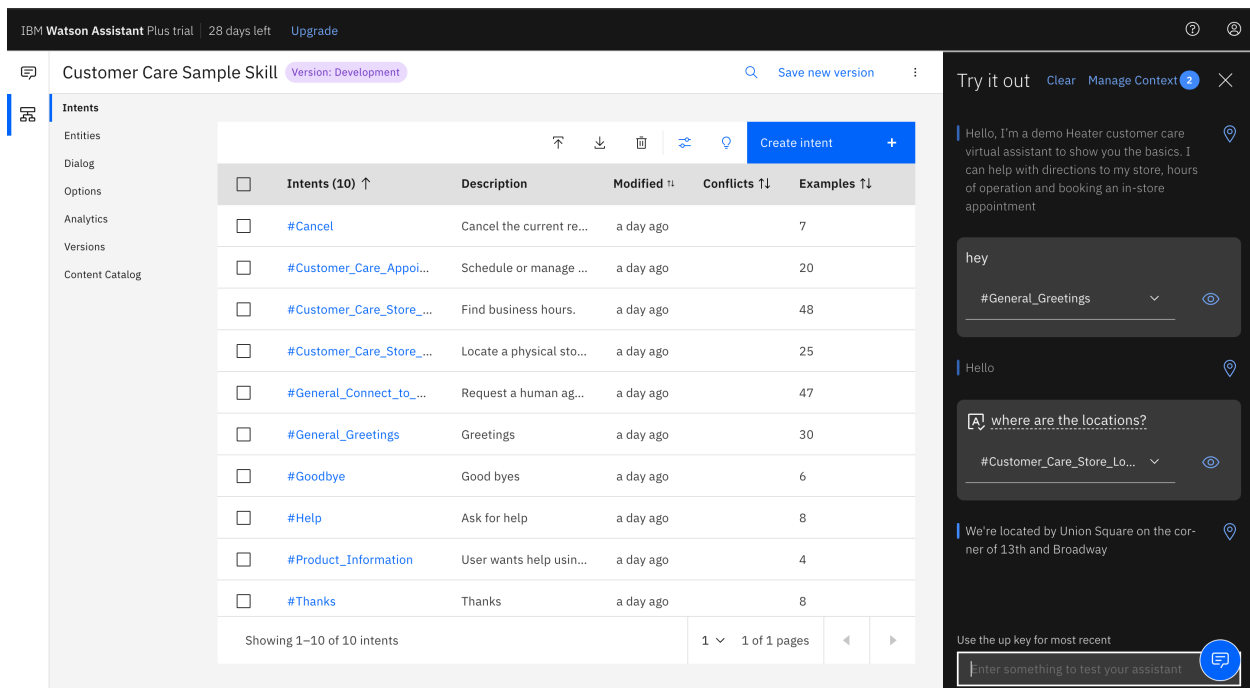 IBM Watson Assistant Plus trial 28 days left Upgrade
Customer Care Sample Skill Version: Development Save new version
Intents
Entities
Dialog
Options
Analytics
Versions
Content Catalog
Create intent +
Intents (10) ↑ Description Modified ↑↓ Conflicts ↑↓ Examples ↑↓
#Cancel Cancel the current re... a day ago 7
#Customer_Care_Appoi... Schedule or manage ... a day ago 20
#Customer_Care_Store_... Find business hours. a day ago 48
#Customer_Care_Store_... Locate a physical sto... a day ago 25
#General_Connect_to_... Request a human ag... a day ago 47
#General_Greetings Greetings a day ago 30
#Goodbye Good byes a day ago 6
#Help Ask for help a day ago 8
#Product_Information User wants help usin... a day ago 4
#Thanks Thanks a day ago 8
Showing 1–10 of 10 intents 1 1 of 1 pages
Try it out Clear Manage Context 2
Hello, I'm a demo Heater customer care
virtual assistant to show you the basics. I
can help with directions to my store, hours
of operation and booking an in-store
appointment
hey
#General_Greetings
Hello
where are the locations?
#Customer_Care_Store_Lo...
We're located by Union Square on the cor-
ner of 13th and Broadway
Use the up key for most recent
Enter something to test your assistant